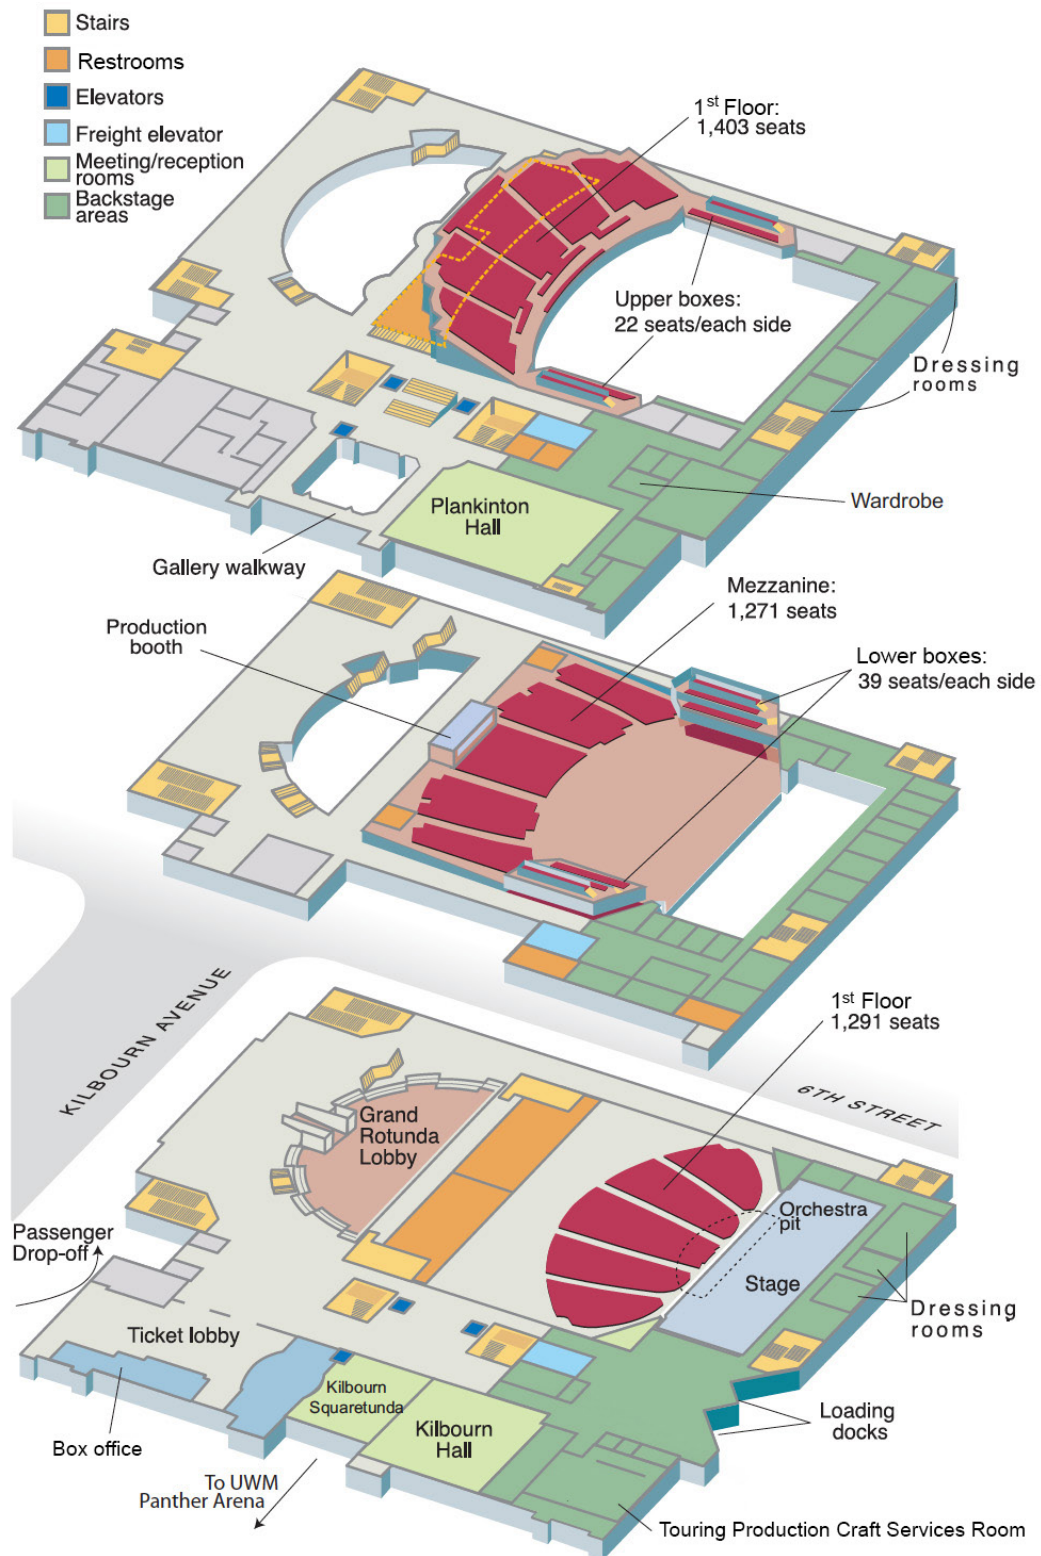 Stairs
Restrooms
Elevators
Freight elevator
Meeting/reception
rooms
Backstage
areas
1st Floor:
1,403 seats
Upper boxes:
22 seats/each side
Dressing
rooms
Wardrobe
Plankinton
Hall
Gallery walkway
Mezzanine:
1,271 seats
Production
booth
Lower boxes:
39 seats/each side
KILBOURN AVENUE
1st Floor
1,291 seats
6TH STREET
Grand
Rotunda
Lobby
Orchestra
pit
Stage
Passenger
Drop-off
Dressing
rooms
Ticket lobby
Kilbourn
Squaretunda
Kilbourn
Hall
Loading
docks
Box office
To UWM
Panther Arena
Touring Production Craft Services Room